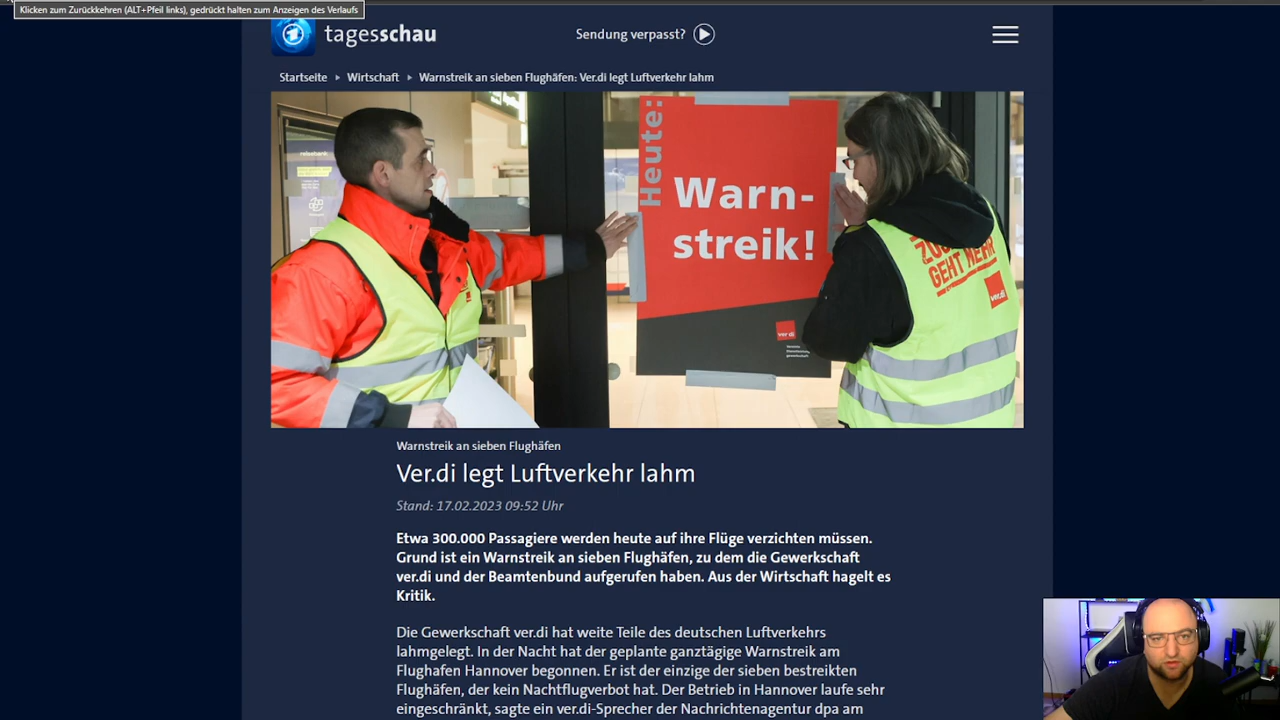 Klicken zum Zurückkehren (ALT+Pfeil links), gedrückt halten zum Anzeigen des Verlaufs
tagesschau
Sendung verpasst?
Startseite ▸ Wirtschaft ▸ Warnstreik an sieben Flughäfen: Ver.di legt Luftverkehr lahm
Heute:
Warn-
streik!
ver.di
GEHT MEHR
ver.di
Warnstreik an sieben Flughäfen
Ver.di legt Luftverkehr lahm
Stand: 17.02.2023 09:52 Uhr
Etwa 300.000 Passagiere werden heute auf ihre Flüge verzichten müssen.
Grund ist ein Warnstreik an sieben Flughäfen, zu dem die Gewerkschaft
ver.di und der Beamtenbund aufgerufen haben. Aus der Wirtschaft hagelt es
Kritik.
Die Gewerkschaft ver.di hat weite Teile des deutschen Luftverkehrs
lahmgelegt. In der Nacht hat der geplante ganztägige Warnstreik am
Flughafen Hannover begonnen. Er ist der einzige der sieben bestreikten
Flughäfen, der kein Nachtflugverbot hat. Der Betrieb in Hannover laufe sehr
eingeschränkt, sagte ein ver.di-Sprecher der Nachrichtenagentur dpa am